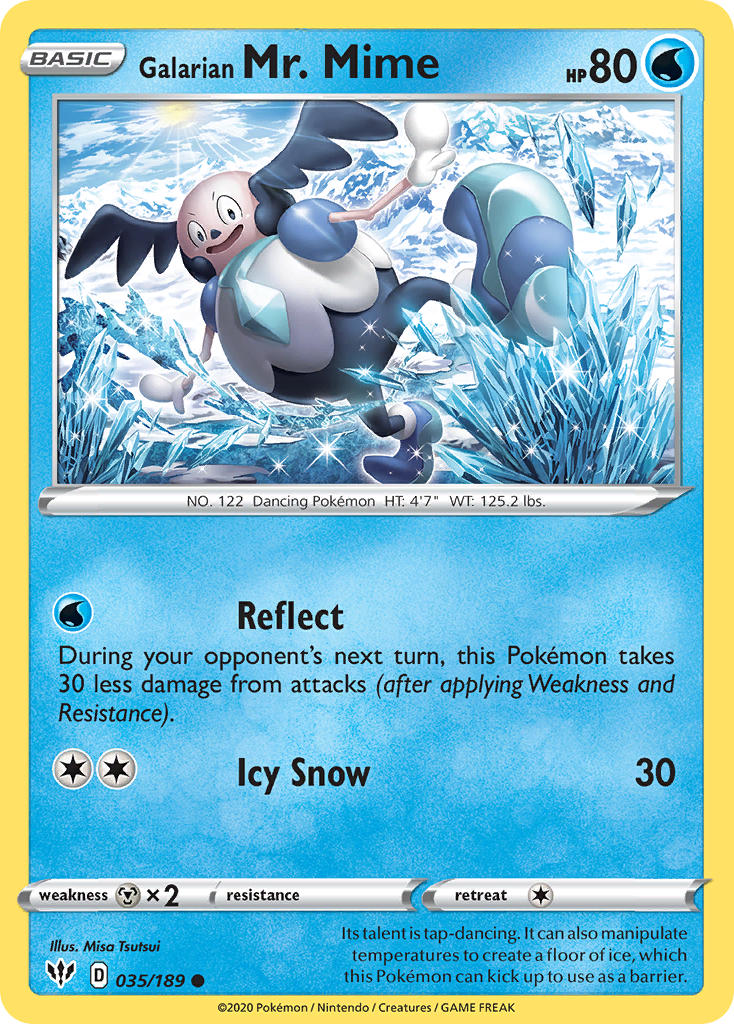 BASIC
Galarian Mr. Mime HP 80
NO. 122 Dancing Pokémon HT: 4'7" WT: 125.2 lbs.
Reflect
During your opponent's next turn, this Pokémon takes
30 less damage from attacks (after applying Weakness and
Resistance).
Icy Snow 30
weakness ×2 resistance retreat
Illus. Misa Tsutsui
D 035/189
Its talent is tap-dancing. It can also manipulate
temperatures to create a floor of ice, which
this Pokémon can kick up to use as a barrier.
©2020 Pokémon / Nintendo / Creatures / GAME FREAK